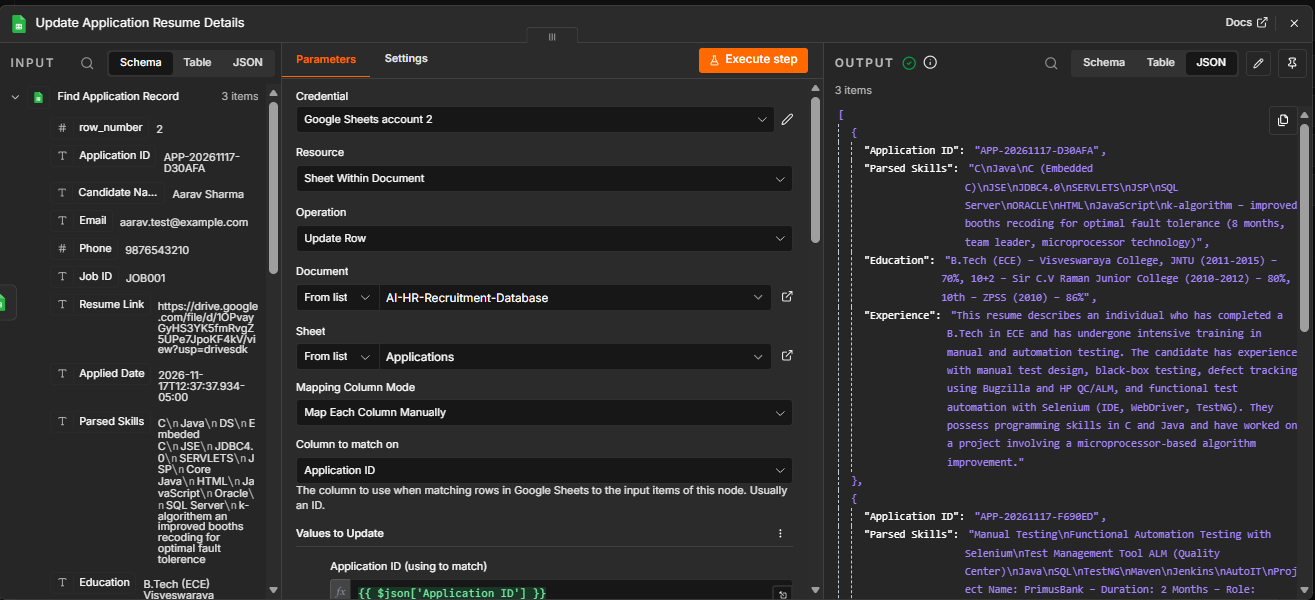 Update Application Resume Details
Docs
INPUT
Schema
Table
JSON
Find Application Record
3 items
# row_number 2
T Application ID APP-20261117-
D30AFA
T Candidate Na... Aarav Sharma
T Email aarav.test@example.com
# Phone 9876543210
T Job ID JOB001
T Resume Link https://drive.google
.com/file/d/1OPvay
GyHS3YK5fmRvgZ
5UPe7JpoKF4kV/vi
ew?usp=drivesdk
T Applied Date 2026-11-
17T12:37:37.934-
05:00
T Parsed Skills C\nJava\nDS\nE
mbeded
C\nJSE\nJDBC4.
0\nSERVLETS\nJ
SP\nCore
Java\nHTML\nJa
vaScript\nOracle\
nSQL Server\nk-
algorithem an
improved booths
recoding for
optimal fault
tolerence
T Education B.Tech (ECE)
Visveswaraya
Parameters
Settings
Execute step
Credential
Google Sheets account 2
Resource
Sheet Within Document
Operation
Update Row
Document
From list
AI-HR-Recruitment-Database
Sheet
From list
Applications
Mapping Column Mode
Map Each Column Manually
Column to match on
Application ID
The column to use when matching rows in Google Sheets to the input items of this node. Usually
an ID.
Values to Update
Application ID (using to match)
fx {{ $json['Application ID'] }}
OUTPUT
Schema
Table
JSON
3 items
[
{
"Application ID": "APP-20261117-D30AFA",
"Parsed Skills": "C\nJava\nC (Embedded
C)\nJSE\nJDBC4.0\nSERVLETS\nJSP\nSQL
Server\nORACLE\nHTML\nJavaScript\nk-algorithm – improved
booths recoding for optimal fault tolerance (8 months,
team leader, microprocessor technology)",
"Education": "B.Tech (ECE) – Visveswaraya College, JNTU (2011-2015) –
70%, 10+2 – Sir C.V Raman Junior College (2010-2012) – 80%,
10th – ZPSS (2010) – 86%",
"Experience": "This resume describes an individual who has completed a
B.Tech in ECE and has undergone intensive training in
manual and automation testing. The candidate has experience
with manual test design, black-box testing, defect tracking
using Bugzilla and HP QC/ALM, and functional test
automation with Selenium (IDE, WebDriver, TestNG). They
possess programming skills in C and Java and have worked on
a project involving a microprocessor-based algorithm
improvement."
},
{
"Application ID": "APP-20261117-F690ED",
"Parsed Skills": "Manual Testing\nFunctional Automation Testing with
Selenium\nTest Management Tool ALM (Quality
Center)\nJava\nSQL\nTestNG\nMaven\nJenkins\nAutoIT\nProj
ect Name: PrimusBank – Duration: 2 Months – Role: